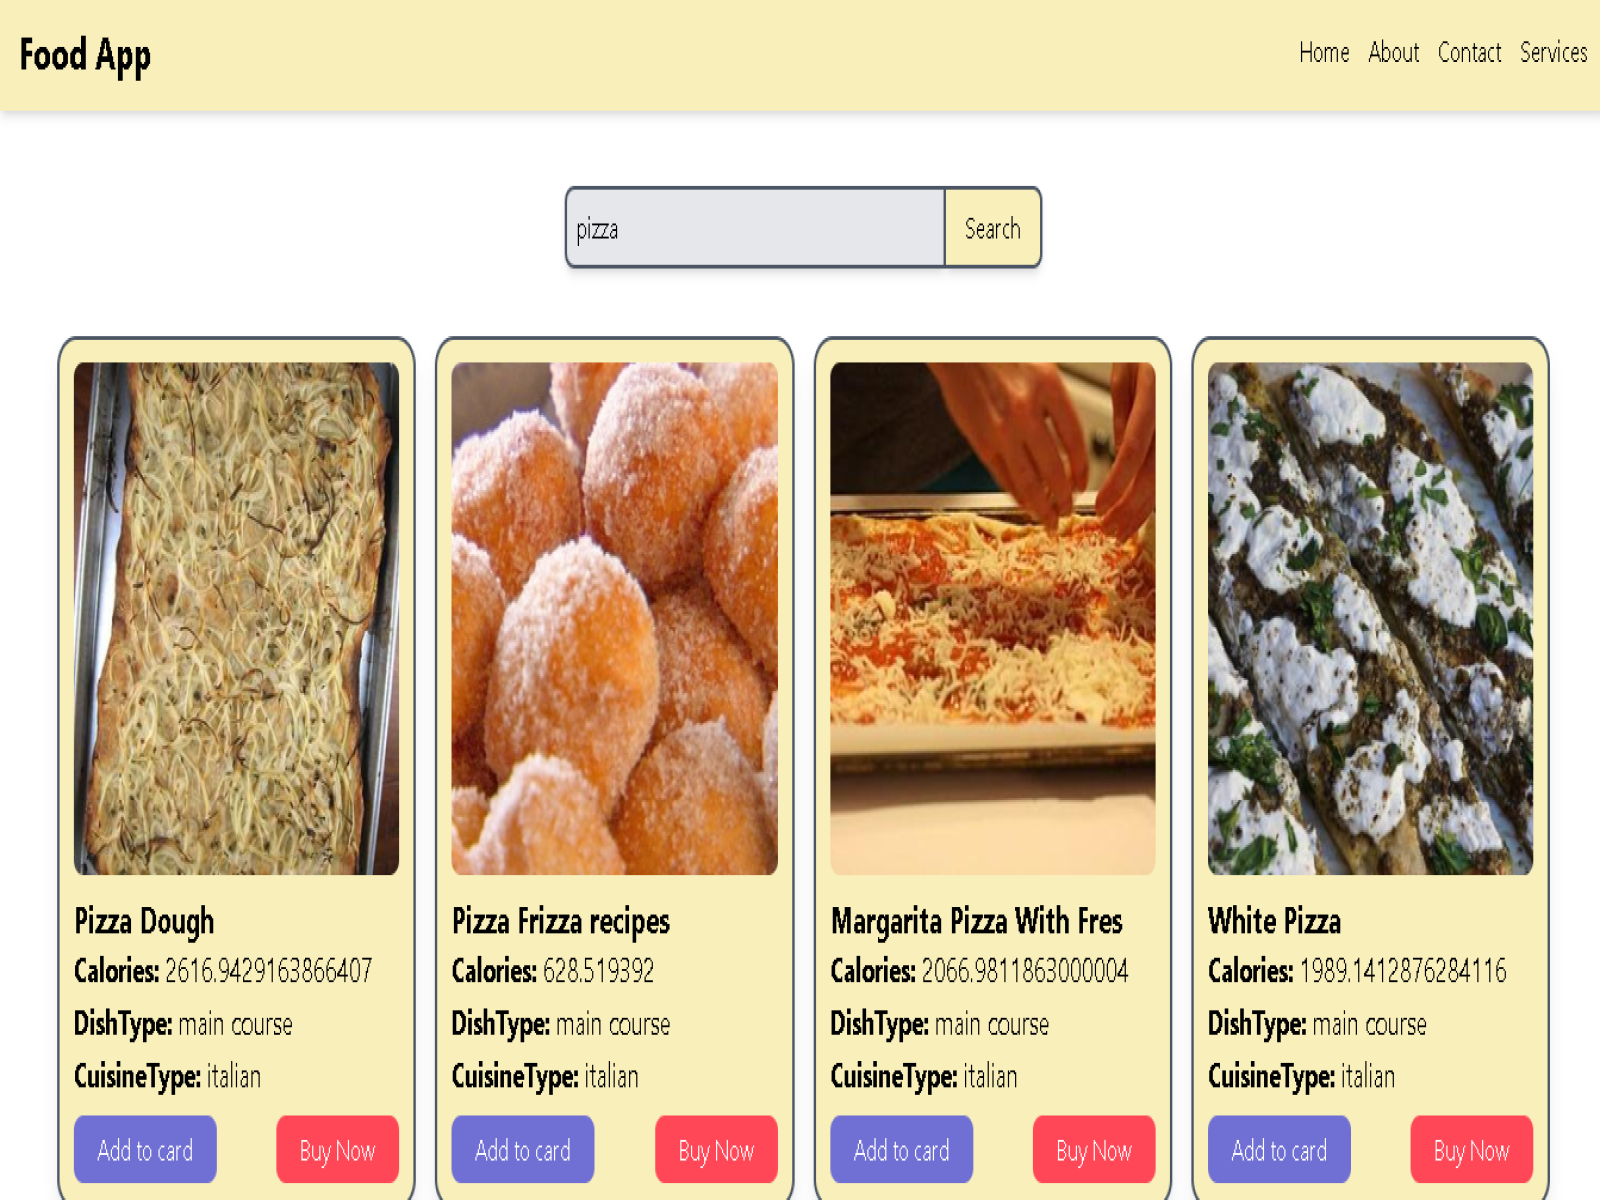 Food App
Home About Contact Services
pizza
Search
Pizza Dough
Calories: 2616.9429163866407
DishType: main course
CuisineType: italian
Add to card
Buy Now
Pizza Frizza recipes
Calories: 628.519392
DishType: main course
CuisineType: italian
Add to card
Buy Now
Margarita Pizza With Fres
Calories: 2066.9811863000004
DishType: main course
CuisineType: italian
Add to card
Buy Now
White Pizza
Calories: 1989.1412876284116
DishType: main course
CuisineType: italian
Add to card
Buy Now